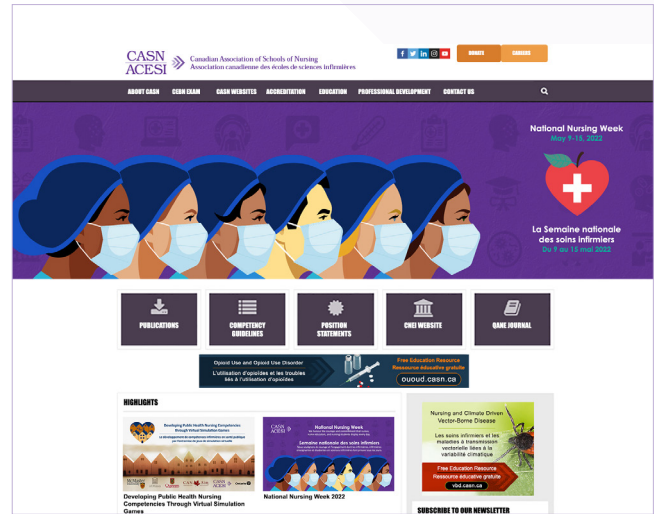 CASN
ACESI
Canadian Association of Schools of Nursing
Association canadienne des écoles de sciences infirmières
DONATE
CAREERS
ABOUT CASN CEBN EXAM CASN WEBSITES ACCREDITATION EDUCATION PROFESSIONAL DEVELOPMENT CONTACT US
National Nursing Week
May 9-15, 2022
La Semaine nationale
des soins infirmiers
Du 9 au 15 mai 2022
PUBLICATIONS
COMPETENCY
GUIDELINES
POSITION
STATEMENTS
CNEI WEBSITE
QANE JOURNAL
Opioid Use and Opioid Use Disorder
L'utilisation d'opioïdes et les troubles
liés à l'utilisation d'opioïdes
Free Education Resource
Ressource éducative gratuite
ououd.casn.ca
HIGHLIGHTS
Developing Public Health Nursing Competencies
through Virtual Simulation Games
CASN
ACESI
National Nursing Week
Semaine nationale des soins infirmiers
Developing Public Health Nursing
Competencies Through Virtual Simulation
Games
National Nursing Week 2022
Nursing and Climate Driven
Vector-Borne Disease
Les soins infirmiers et les
maladies à transmission
vectorielle liées à la
variabilité climatique
Free Education Resource
Ressource éducative gratuite
vbd.casn.ca
SUBSCRIBE TO OUR NEWSLETTER